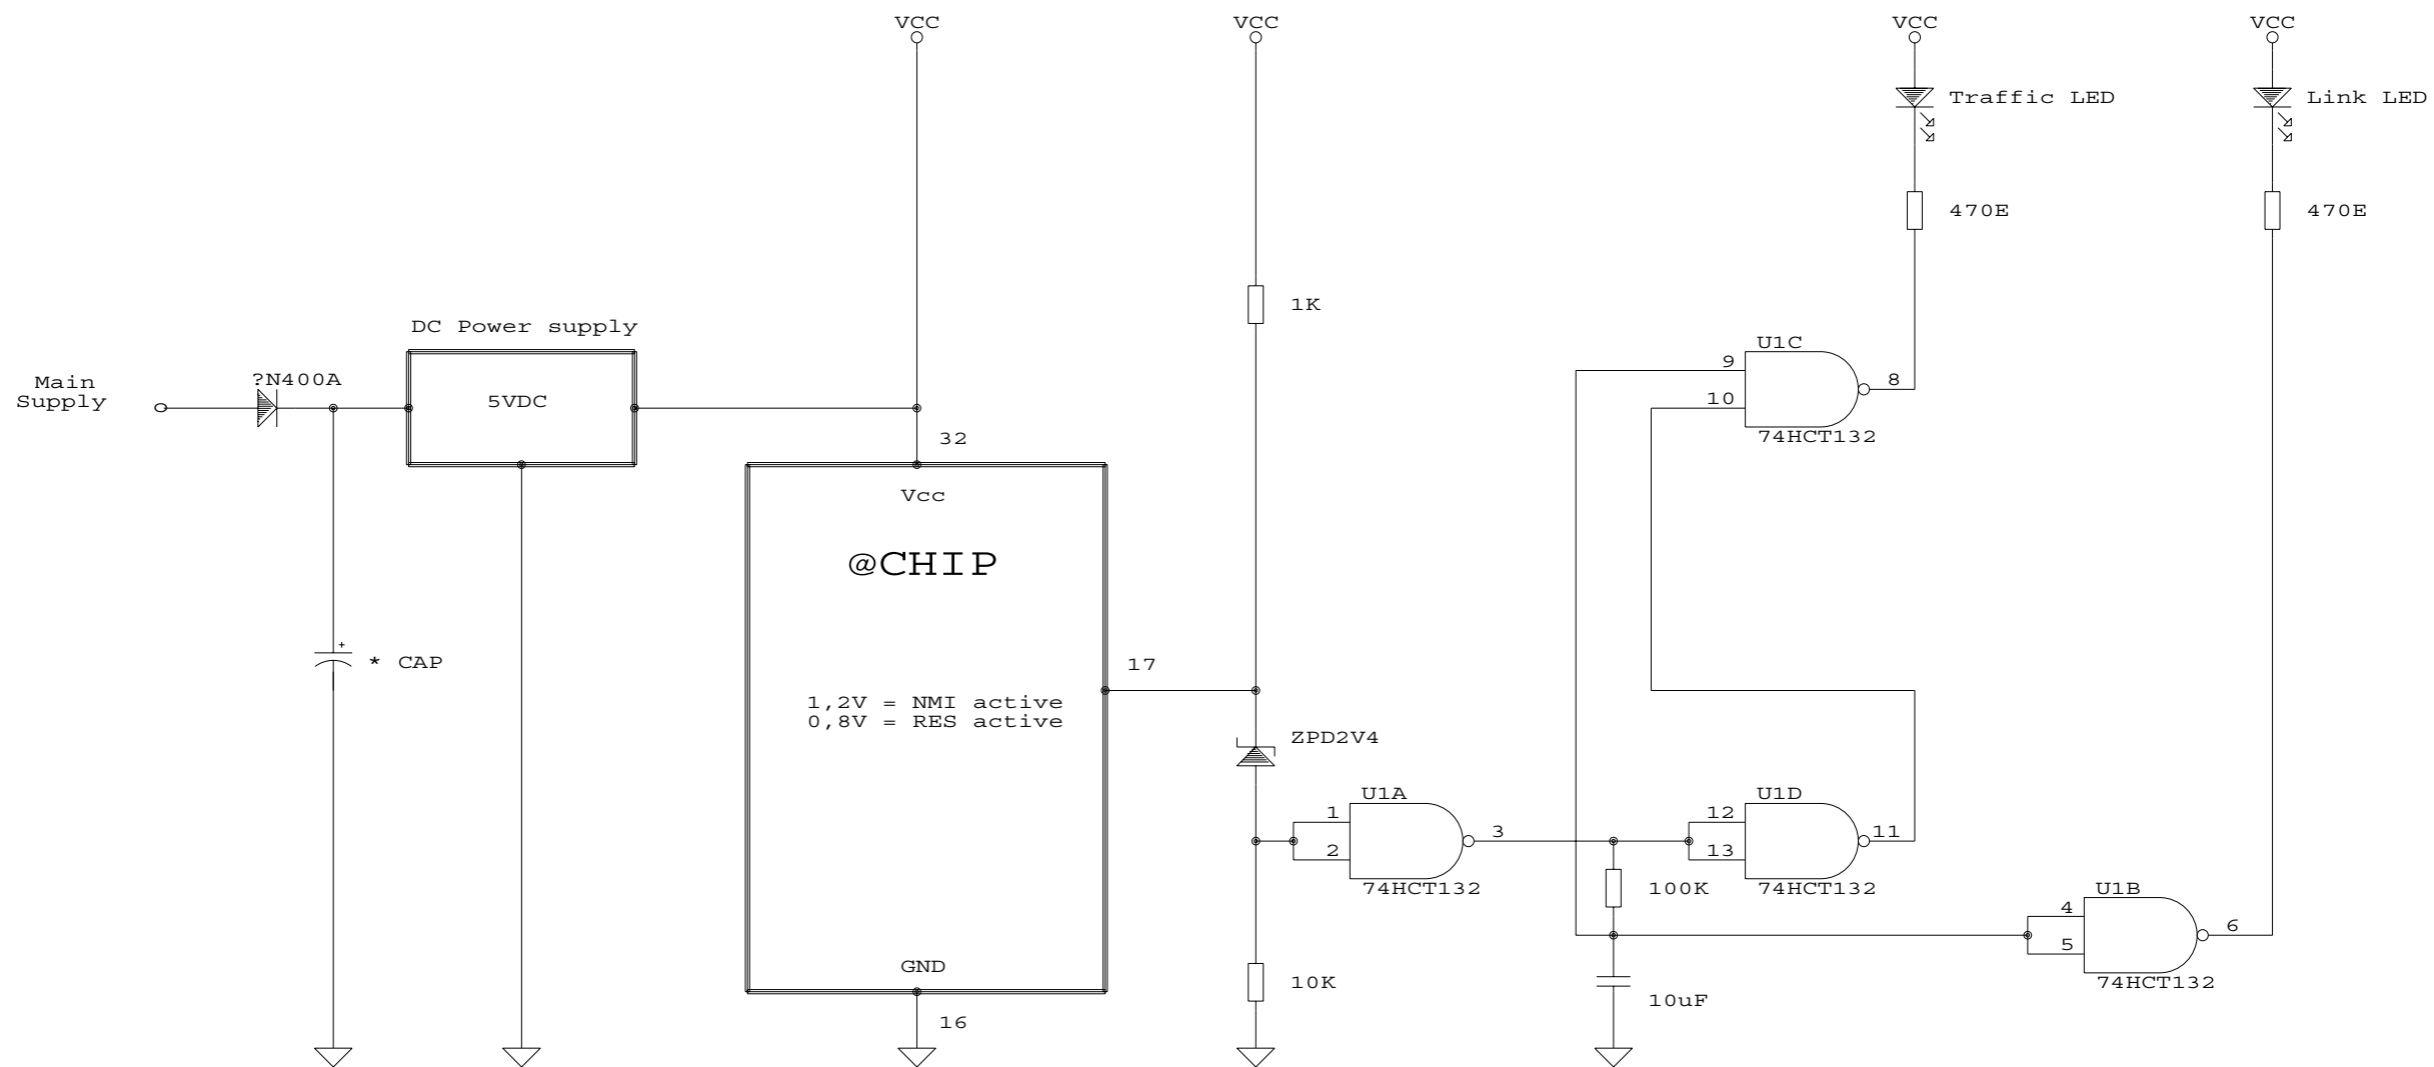 VCC
VCC
VCC
VCC
Traffic LED
Link LED
470E
470E
1K
DC Power supply
5VDC
Main
Supply
?N400A
32
Vcc
@CHIP
17
1,2V = NMI active
0,8V = RES active
GND
16
* CAP
+
ZPD2V4
U1C
9
10
8
74HCT132
U1A
1
2
3
74HCT132
U1D
12
13
11
74HCT132
100K
U1B
4
5
6
74HCT132
10K
10uF